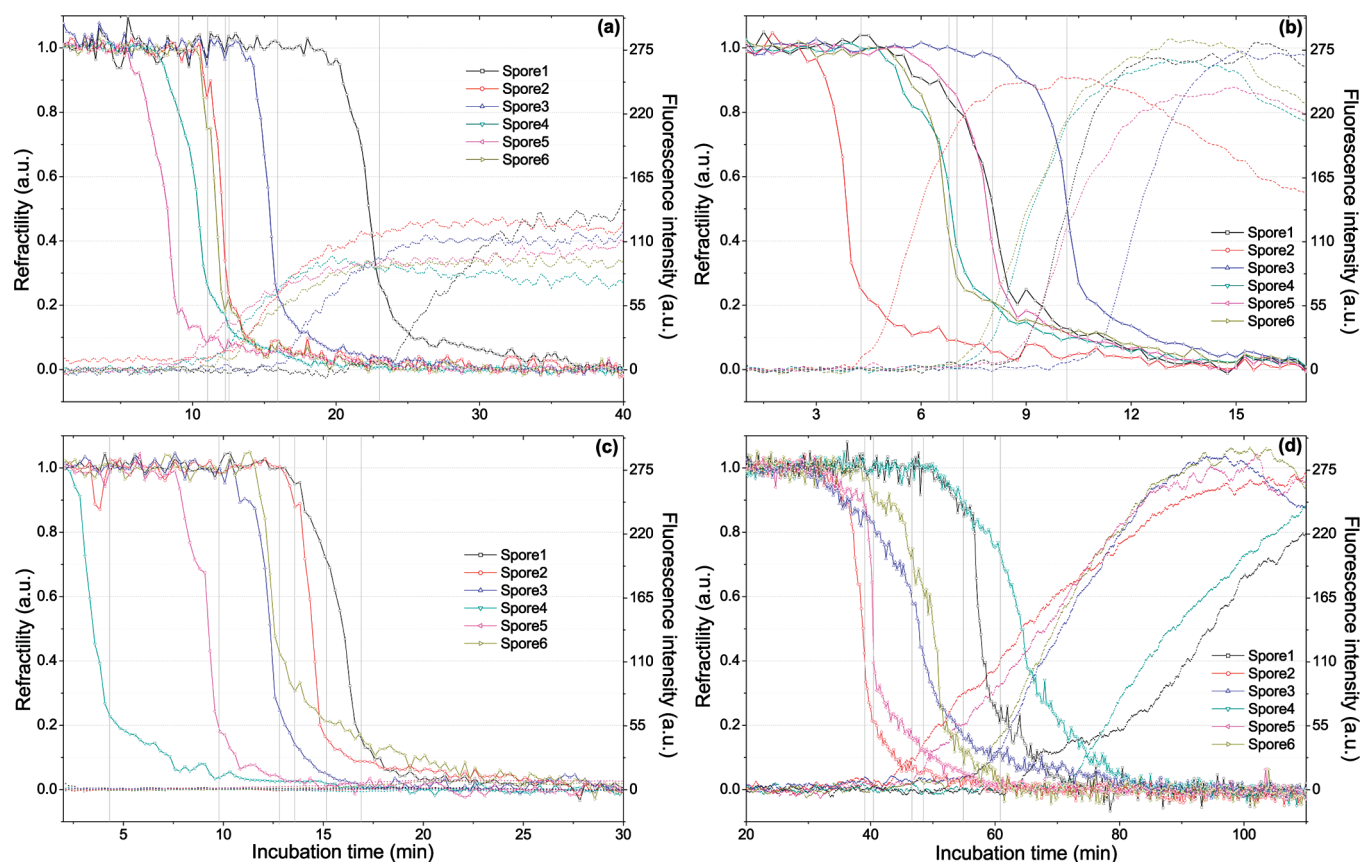 (a)
1.0
0.8
0.6
0.4
0.2
0.0
Refractility (a.u.)
275
220
165
110
55
0
Fluorescence intensity (a.u.)
Spore1
Spore2
Spore3
Spore4
Spore5
Spore6
10
20
30
40
(b)
1.0
0.8
0.6
0.4
0.2
0.0
Refractility (a.u.)
275
220
165
110
55
0
Fluorescence intensity (a.u.)
Spore1
Spore2
Spore3
Spore4
Spore5
Spore6
3
6
9
12
15
(c)
1.0
0.8
0.6
0.4
0.2
0.0
Refractility (a.u.)
275
220
165
110
55
0
Fluorescence intensity (a.u.)
Spore1
Spore2
Spore3
Spore4
Spore5
Spore6
5
10
15
20
25
30
Incubation time (min)
(d)
1.0
0.8
0.6
0.4
0.2
0.0
Refractility (a.u.)
275
220
165
110
55
0
Fluorescence intensity (a.u.)
Spore1
Spore2
Spore3
Spore4
Spore5
Spore6
20
40
60
80
100
Incubation time (min)